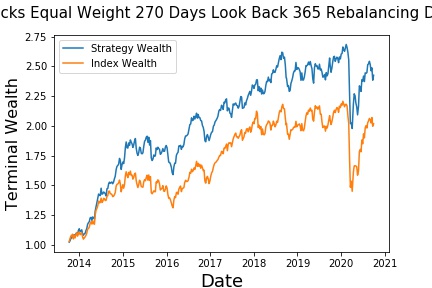 cks Equal Weight 270 Days Look Back 365 Rebalancing D
2.75
2.50
2.25
2.00
1.75
1.50
1.25
1.00
Terminal Wealth
Strategy Wealth
Index Wealth
2014 2015 2016 2017 2018 2019 2020 2021
Date